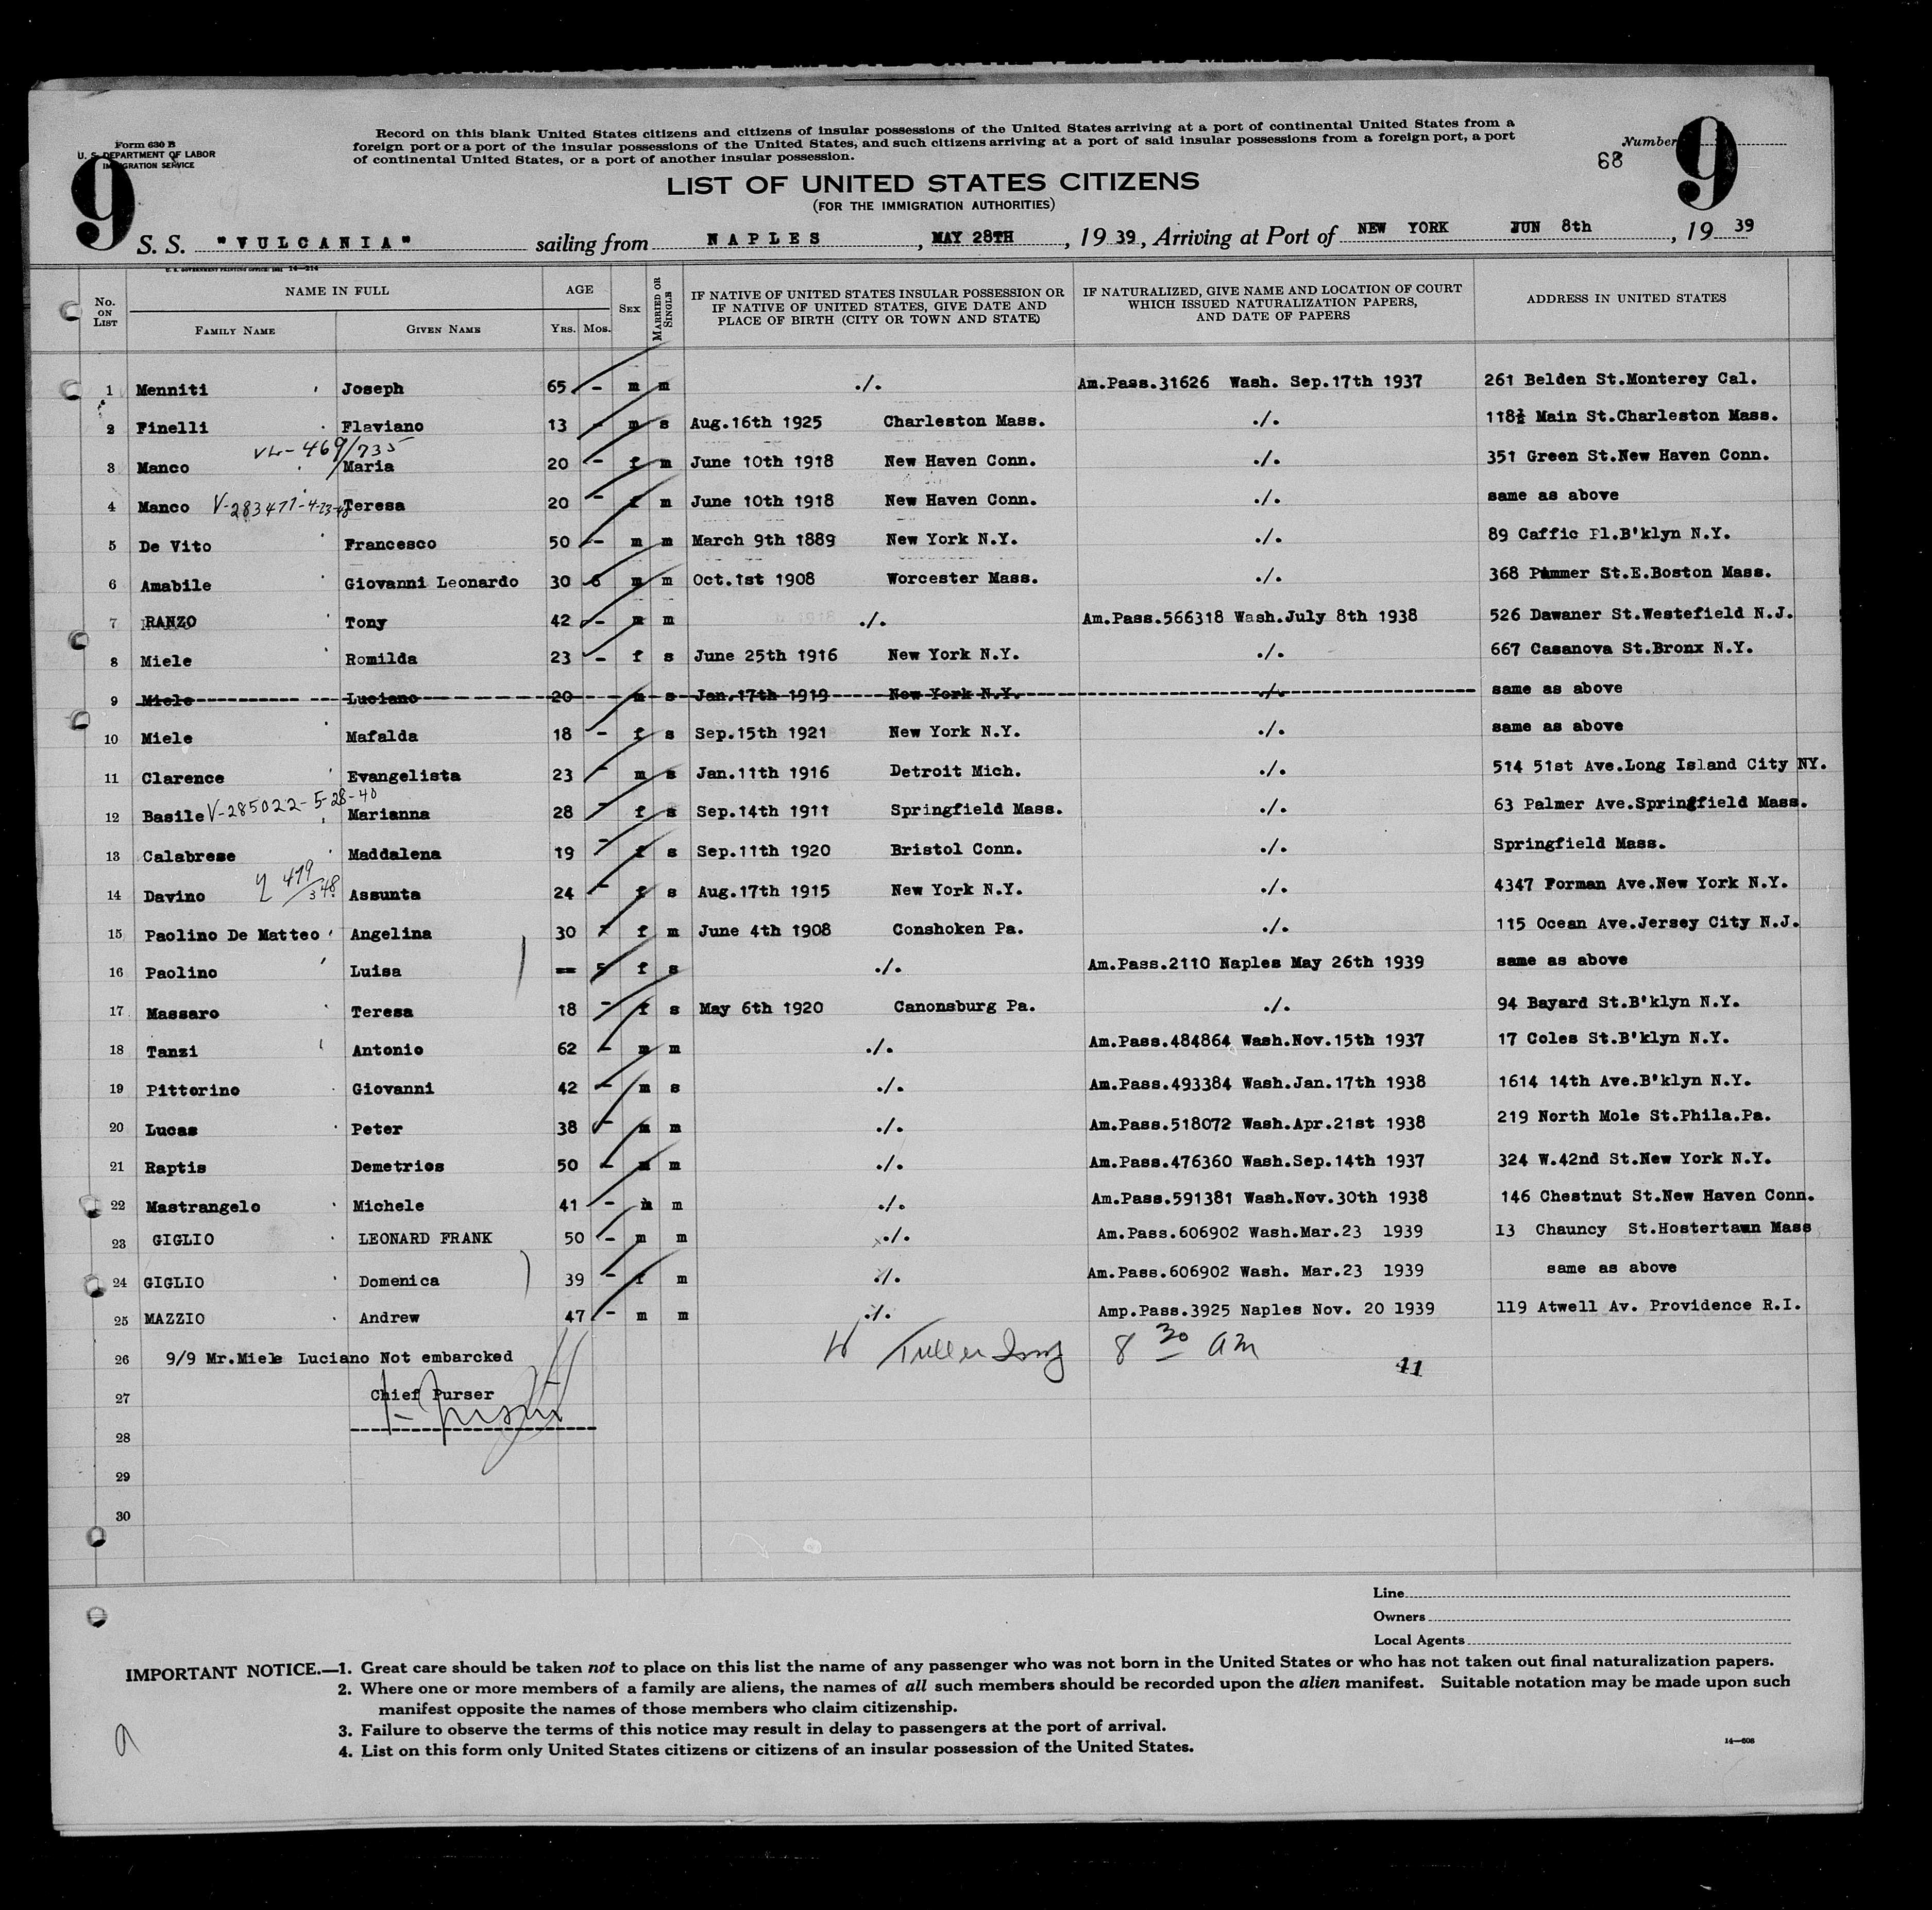 Form 630 B
U. S. DEPARTMENT OF LABOR
IMMIGRATION SERVICE
9
Record on this blank United States citizens and citizens of insular possessions of the United States arriving at a port of continental United States from a
foreign port or a port of the insular possessions of the United States, and such citizens arriving at a port of said insular possessions from a foreign port, a port
of continental United States, or a port of another insular possession.
Number 9
68
LIST OF UNITED STATES CITIZENS
(FOR THE IMMIGRATION AUTHORITIES)
S. S. "VULCANIA" sailing from NAPLES, MAY 28TH, 19 39, Arriving at Port of NEW YORK JUN 8th, 19 39
U. S. GOVERNMENT PRINTING OFFICE: 1931 14—214
No. ON LIST NAME IN FULL AGE SEX MARRIED OR SINGLE IF NATIVE OF UNITED STATES INSULAR POSSESSION OR IF NATIVE OF UNITED STATES, GIVE DATE AND PLACE OF BIRTH (CITY OR TOWN AND STATE) IF NATURALIZED, GIVE NAME AND LOCATION OF COURT WHICH ISSUED NATURALIZATION PAPERS, AND DATE OF PAPERS ADDRESS IN UNITED STATES
FAMILY NAME GIVEN NAME YRS. MOS.
1 Menniti Joseph 65 - m m ./. Am.Pass.31626 Wash. Sep.17th 1937 261 Belden St.Monterey Cal.
2 Finelli Flaviano 13 - m s Aug.16th 1925 Charleston Mass. ./. 118½ Main St.Charleston Mass.
3 Manco 469/735 Maria 20 - f m June 10th 1918 New Haven Conn. ./. 351 Green St.New Haven Conn.
4 Manco V-283477-4-23-48 Teresa 20 - f m June 10th 1918 New Haven Conn. ./. same as above
5 De Vito Francesco 50 - m m March 9th 1889 New York N.Y. ./. 89 Caffic Pl.B'klyn N.Y.
6 Amabile Giovanni Leonardo 30 6 m m Oct.1st 1908 Worcester Mass. ./. 368 St.E.Boston Mass.
7 RANZO Tony 42 - m m ./. Am.Pass.566318 Wash.July 8th 1938 526 Dawaner St.Westefield N.J.
8 Miele Romilda 23 - f s June 25th 1916 New York N.Y. ./. 667 Casanova St.Bronx N.Y.
9 Miele Luciano 20 m s Jan.17th 1919 New York N.Y. ./. same as above
10 Miele Mafalda 18 - f s Sep.15th 1921 New York N.Y. ./. same as above
11 Clarence Evangelista 23 - m s Jan.11th 1916 Detroit Mich. ./. 514 51st Ave.Long Island City NY.
12 Basile V-285022-5-28-40 Marianna 28 - f s Sep.14th 1911 Springfield Mass. ./. 63 Palmer Ave.Springfield Mass.
13 Calabrese Maddalena 19 - f s Sep.11th 1920 Bristol Conn. ./. Springfield Mass.
14 Davino 479/348 Assunta 24 - f s Aug.17th 1915 New York N.Y. ./. 4347 Forman Ave.New York N.Y.
15 Paolino De Matteo Angelina 30 - f m June 4th 1908 Conshoken Pa. ./. 115 Ocean Ave.Jersey City N.J.
16 Paolino Luisa -- 5 f s ./. Am.Pass.2110 Naples May 26th 1939 same as above
17 Massaro Teresa 18 - f s May 6th 1920 Canonsburg Pa. ./. 94 Bayard St.B'klyn N.Y.
18 Tanzi Antonio 62 - m m ./. Am.Pass.484864 Wash.Nov.15th 1937 17 Coles St.B'klyn N.Y.
19 Pittorino Giovanni 42 - m s ./. Am.Pass.493384 Wash.Jan.17th 1938 1614 14th Ave.B'klyn N.Y.
20 Lucas Peter 38 - m m ./. Am.Pass.518072 Wash.Apr.21st 1938 219 North Mole St.Phila.Pa.
21 Raptis Demetrios 50 - m m ./. Am.Pass.476360 Wash.Sep.14th 1937 324 W.42nd St.New York N.Y.
22 Mastrangelo Michele 41 - m m ./. Am.Pass.591381 Wash.Nov.30th 1938 146 Chestnut St.New Haven Conn.
23 GIGLIO LEONARD FRANK 50 - m m ./. Am.Pass.606902 Wash.Mar.23 1939 13 Chauncy St.Hostertawn Mass
24 GIGLIO Domenica 39 - f m ./. Am.Pass.606902 Wash. Mar.23 1939 same as above
25 MAZZIO Andrew 47 - m m ./. Amp.Pass.3925 Naples Nov. 20 1939 119 Atwell Av. Providence R.I.
26 9/9 Mr.Miele Luciano Not embarcked 8 30 am
41
27 Chief Purser
28
29
30
Line
Owners
Local Agents
IMPORTANT NOTICE.—1. Great care should be taken not to place on this list the name of any passenger who was not born in the United States or who has not taken out final naturalization papers.
2. Where one or more members of a family are aliens, the names of all such members should be recorded upon the alien manifest. Suitable notation may be made upon such
manifest opposite the names of those members who claim citizenship.
3. Failure to observe the terms of this notice may result in delay to passengers at the port of arrival.
4. List on this form only United States citizens or citizens of an insular possession of the United States.
14—608